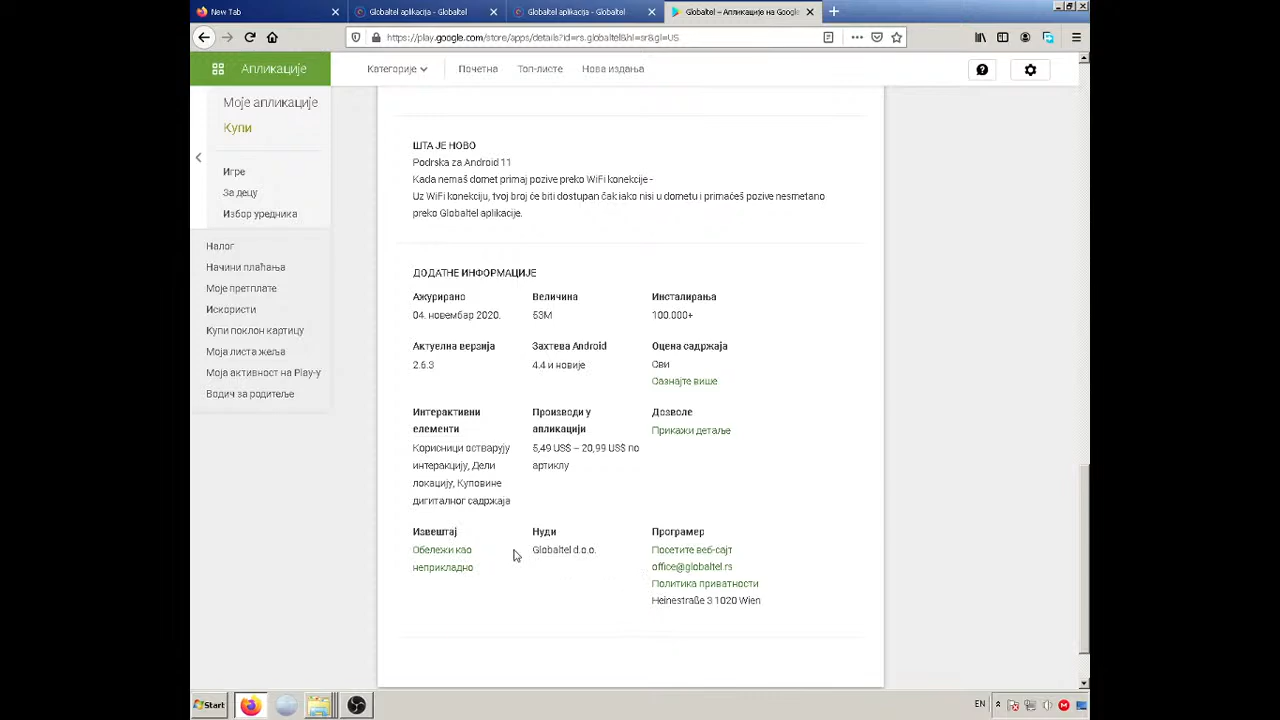 New Tab
Globaltel aplikacija - Globaltel
Globaltel aplikacija - Globaltel
Globaltel – Апликације на Google
https://play.google.com/store/apps/details?id=rs.globaltel&hl=sr&gl=US
Апликације
Категорије
Почетна
Топ-листе
Нова издања
Моје апликације
Купи
Игре
За децу
Избор уредника
Налог
Начини плаћања
Моје претплате
Искористи
Купи поклон картицу
Моја листа жеља
Моја активност на Play-у
Водич за родитеље
ШТА ЈЕ НОВО
Podrska za Android 11
Kada nemaš domet primaj pozive preko WiFi konekcije -
Uz WiFi konekciju, tvoj broj će biti dostupan čak iako nisi u dometu i primaćeš pozive nesmetano
preko Globaltel aplikacije.
ДОДАТНЕ ИНФОРМАЦИЈЕ
Ажурирано
04. новембар 2020.
Величина
53M
Инсталирања
100.000+
Актуелна верзија
2.6.3
Захтева Android
4.4 и новије
Оцена садржаја
Сви
Сазнајте више
Интерактивни
елементи
Корисници остварују
интеракцију, Дели
локацију, Куповине
дигиталног садржаја
Производи у
апликацији
5,49 US$ – 20,99 US$ по
артиклу
Дозволе
Прикажи детаље
Извештај
Обележи као
неприкладно
Нуди
Globaltel d.o.o.
Програмер
Посетите веб-сајт
office@globaltel.rs
Политика приватности
Heinestraße 3 1020 Wien
Start
EN